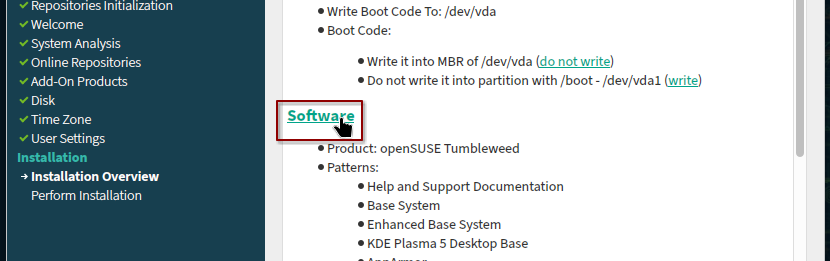 Repositories Initialization
Welcome
System Analysis
Online Repositories
Add-On Products
Disk
Time Zone
User Settings
Installation
Installation Overview
Perform Installation
Write Boot Code To: /dev/vda
Boot Code:
Write it into MBR of /dev/vda (do not write)
Do not write it into partition with /boot - /dev/vda1 (write)
Software
Product: openSUSE Tumbleweed
Patterns:
Help and Support Documentation
Base System
Enhanced Base System
KDE Plasma 5 Desktop Base
AppArmor